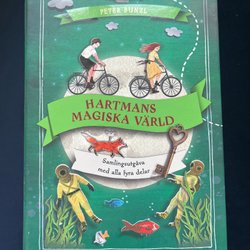 PETER BUNZL
HARTMANS
MAGISKA VÄRLD
Samlingsutgåva
med alla fyra delar